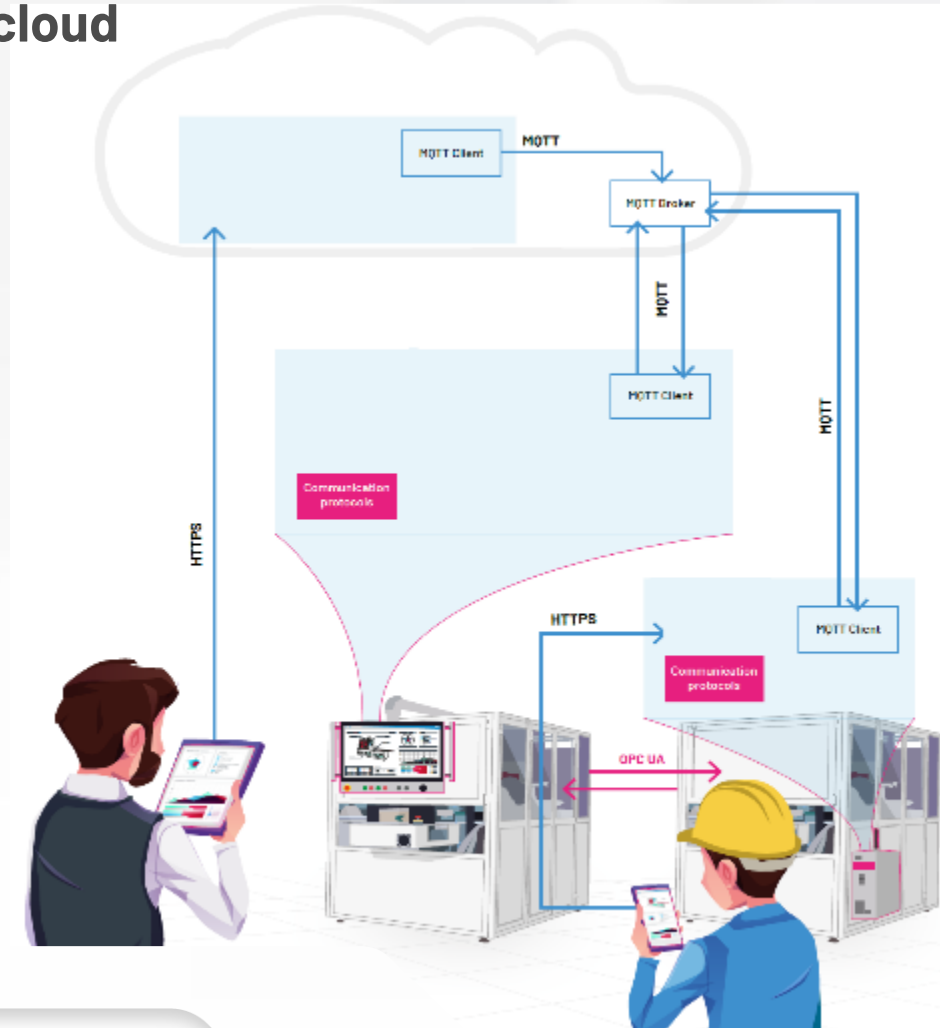 cloud
MQTT
MQTT Client
MQTT Broker
MQTT
MQTT Client
MQTT
Communication
protocols
HTTPS
HTTPS
MQTT Client
Communication
protocols
OPC UA